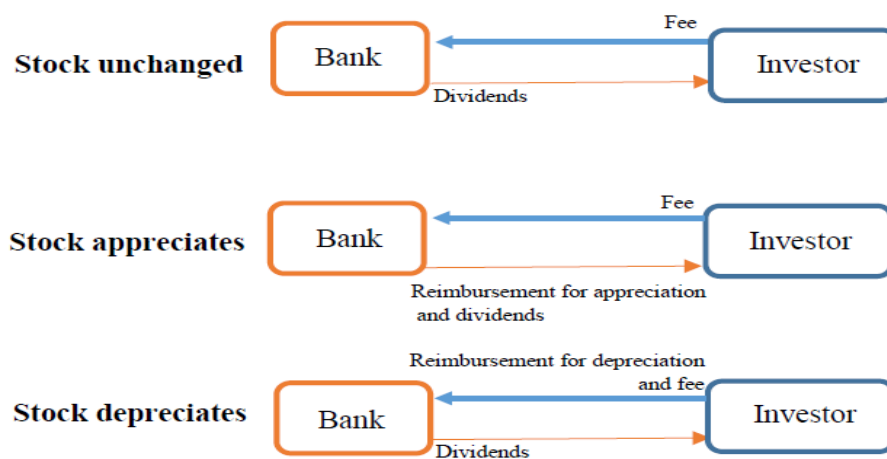 Fee
Stock unchanged
Bank
Investor
Dividends
Fee
Stock appreciates
Bank
Investor
Reimbursement for appreciation
and dividends
Reimbursement for depreciation
and fee
Stock depreciates
Bank
Investor
Dividends